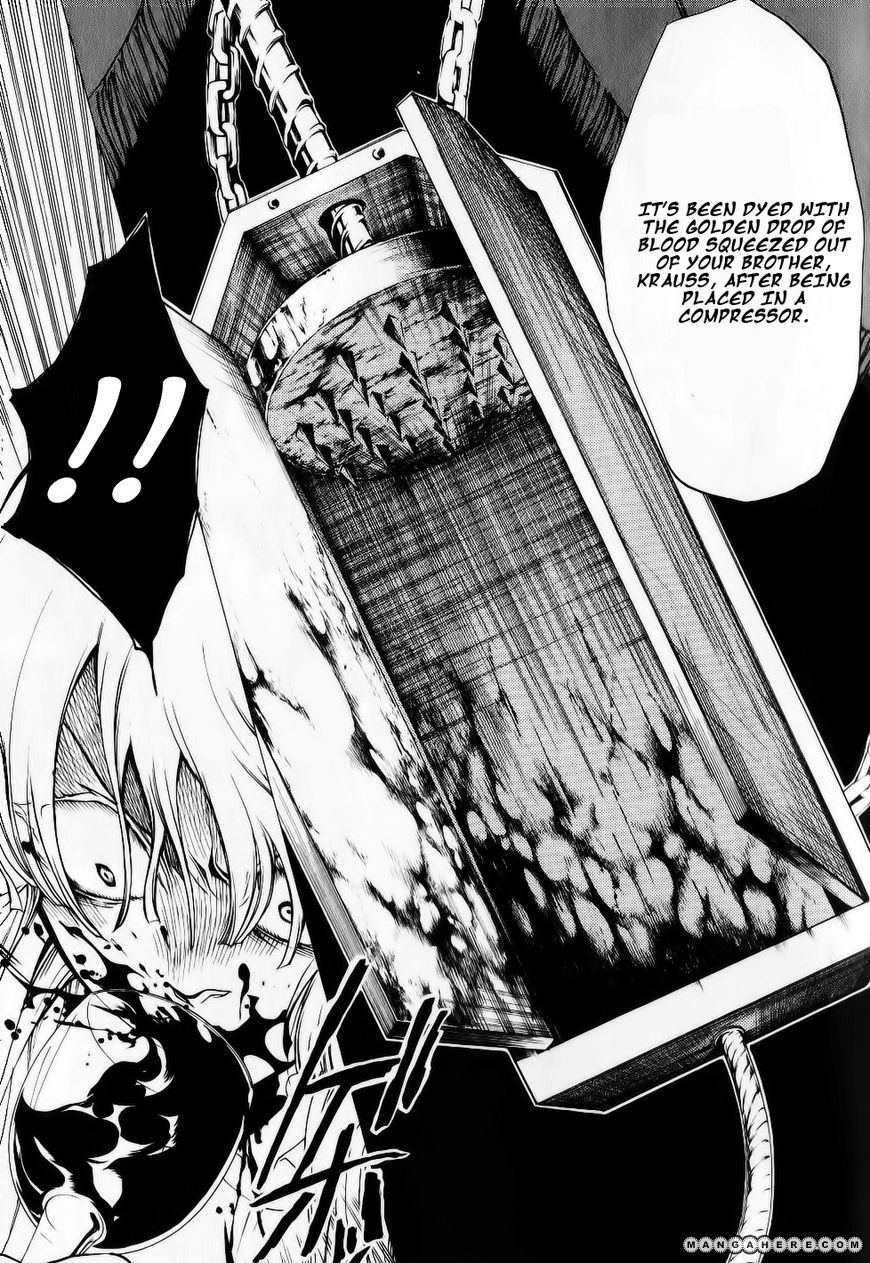 IT'S BEEN DYED WITH
THE GOLDEN DROP OF
BLOOD SQUEEZED OUT
OF YOUR BROTHER,
KRAUSS, AFTER BEING
PLACED IN A
COMPRESSOR.
!!
MANGAHERE.COM